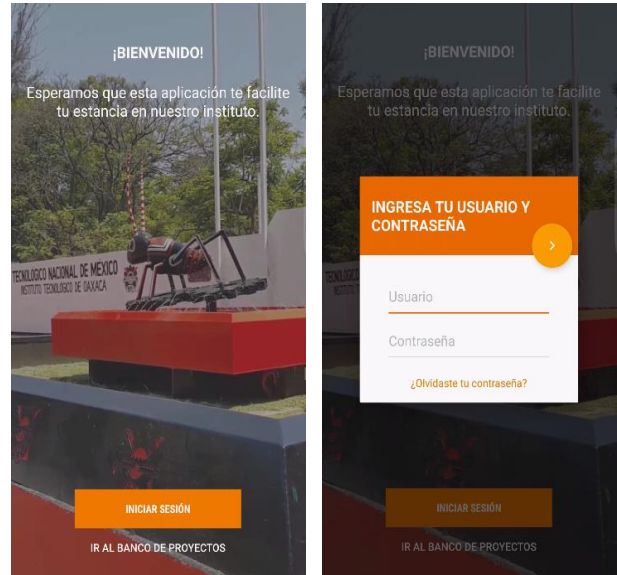 ¡BIENVENIDO!
Esperamos que esta aplicación te facilite
tu estancia en nuestro instituto.
TECNOLÓGICO NACIONAL DE MÉXICO
INSTITUTO TECNOLÓGICO DE OAXACA
INICIAR SESIÓN
IR AL BANCO DE PROYECTOS
¡BIENVENIDO!
Esperamos que esta aplicación te facilite
tu estancia en nuestro instituto.
INGRESA TU USUARIO Y
CONTRASEÑA
Usuario
Contraseña
¿Olvidaste tu contraseña?
INICIAR SESIÓN
IR AL BANCO DE PROYECTOS